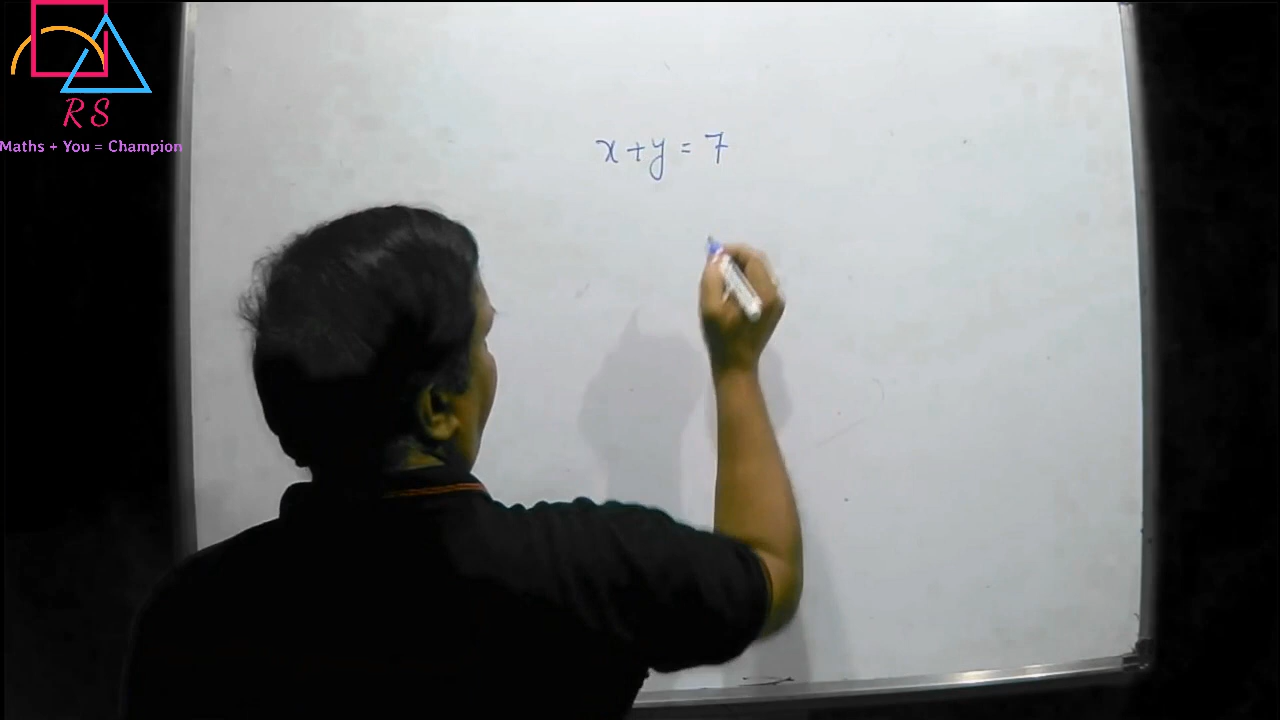 RS
Maths + You = Champion
x + y = 7